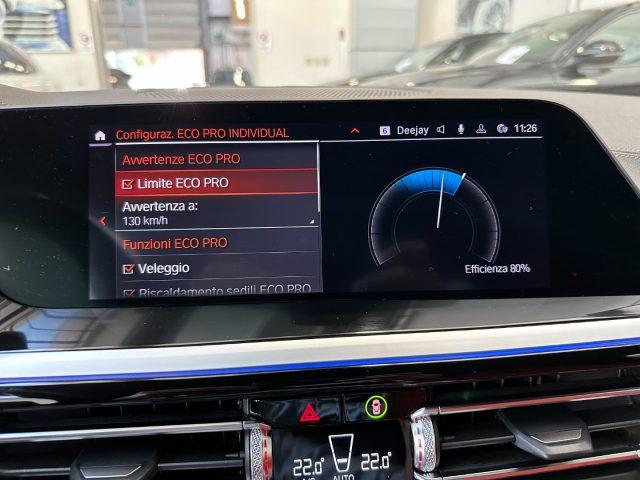 Configuraz. ECO PRO INDIVIDUAL
6 Deejay 11:26
Avvertenze ECO PRO
Limite ECO PRO
Avvertenza a:
130 km/h
Funzioni ECO PRO
Veleggio
Riscaldamento sedili ECO PRO
Efficienza 80%
22.0° 22.0°
A/C AUTO